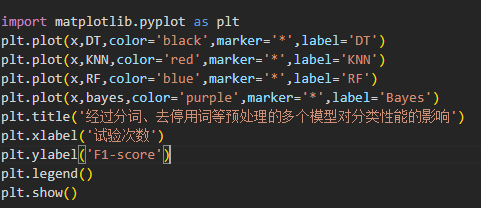 import matplotlib.pyplot as plt
plt.plot(x,DT,color='black',marker='*',label='DT')
plt.plot(x,KNN,color='red',marker='*',label='KNN')
plt.plot(x,RF,color='blue',marker='*',label='RF')
plt.plot(x,bayes,color='purple',marker='*',label='Bayes')
plt.title('经过分词、去停用词等预处理的多个模型对分类性能的影响')
plt.xlabel('试验次数')
plt.ylabel('F1-score')
plt.legend()
plt.show()